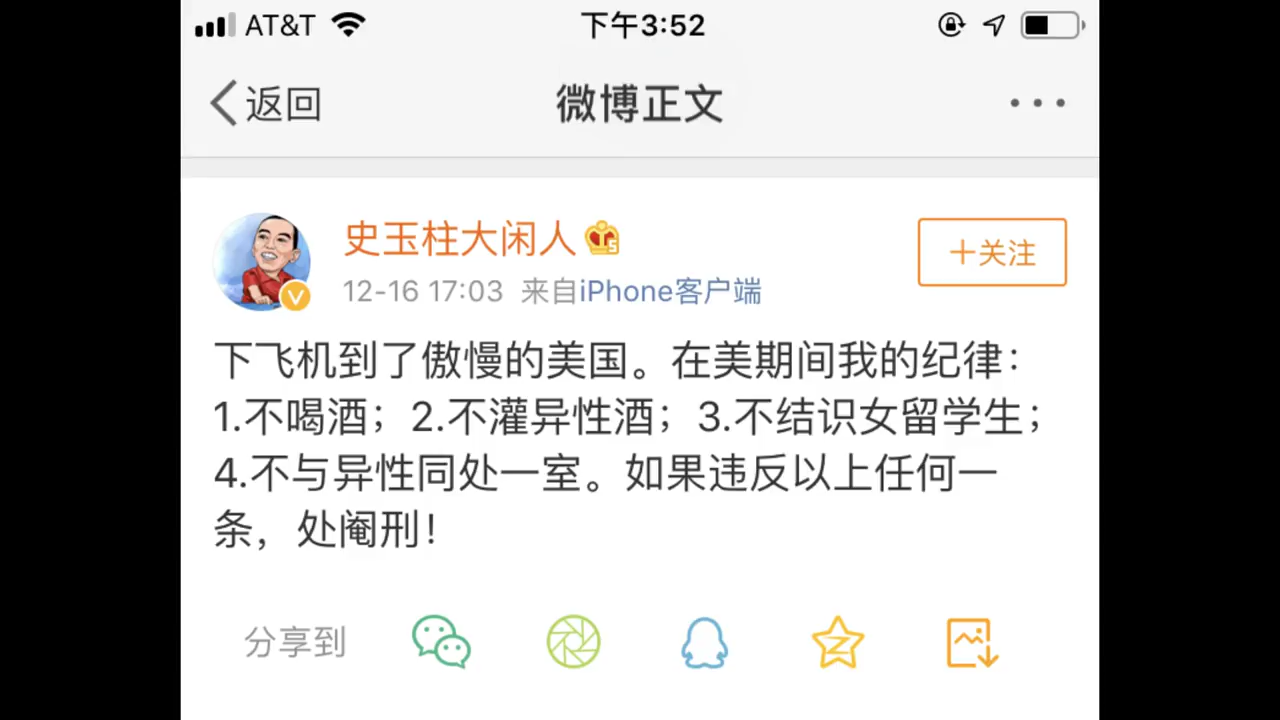 AT&T 下午3:52
返回 微博正文
史玉柱大闲人
+关注
12-16 17:03 来自iPhone客户端
下飞机到了傲慢的美国。在美期间我的纪律:
1.不喝酒；2.不灌异性酒；3.不结识女留学生；
4.不与异性同处一室。如果违反以上任何一
条，处阉刑！
分享到